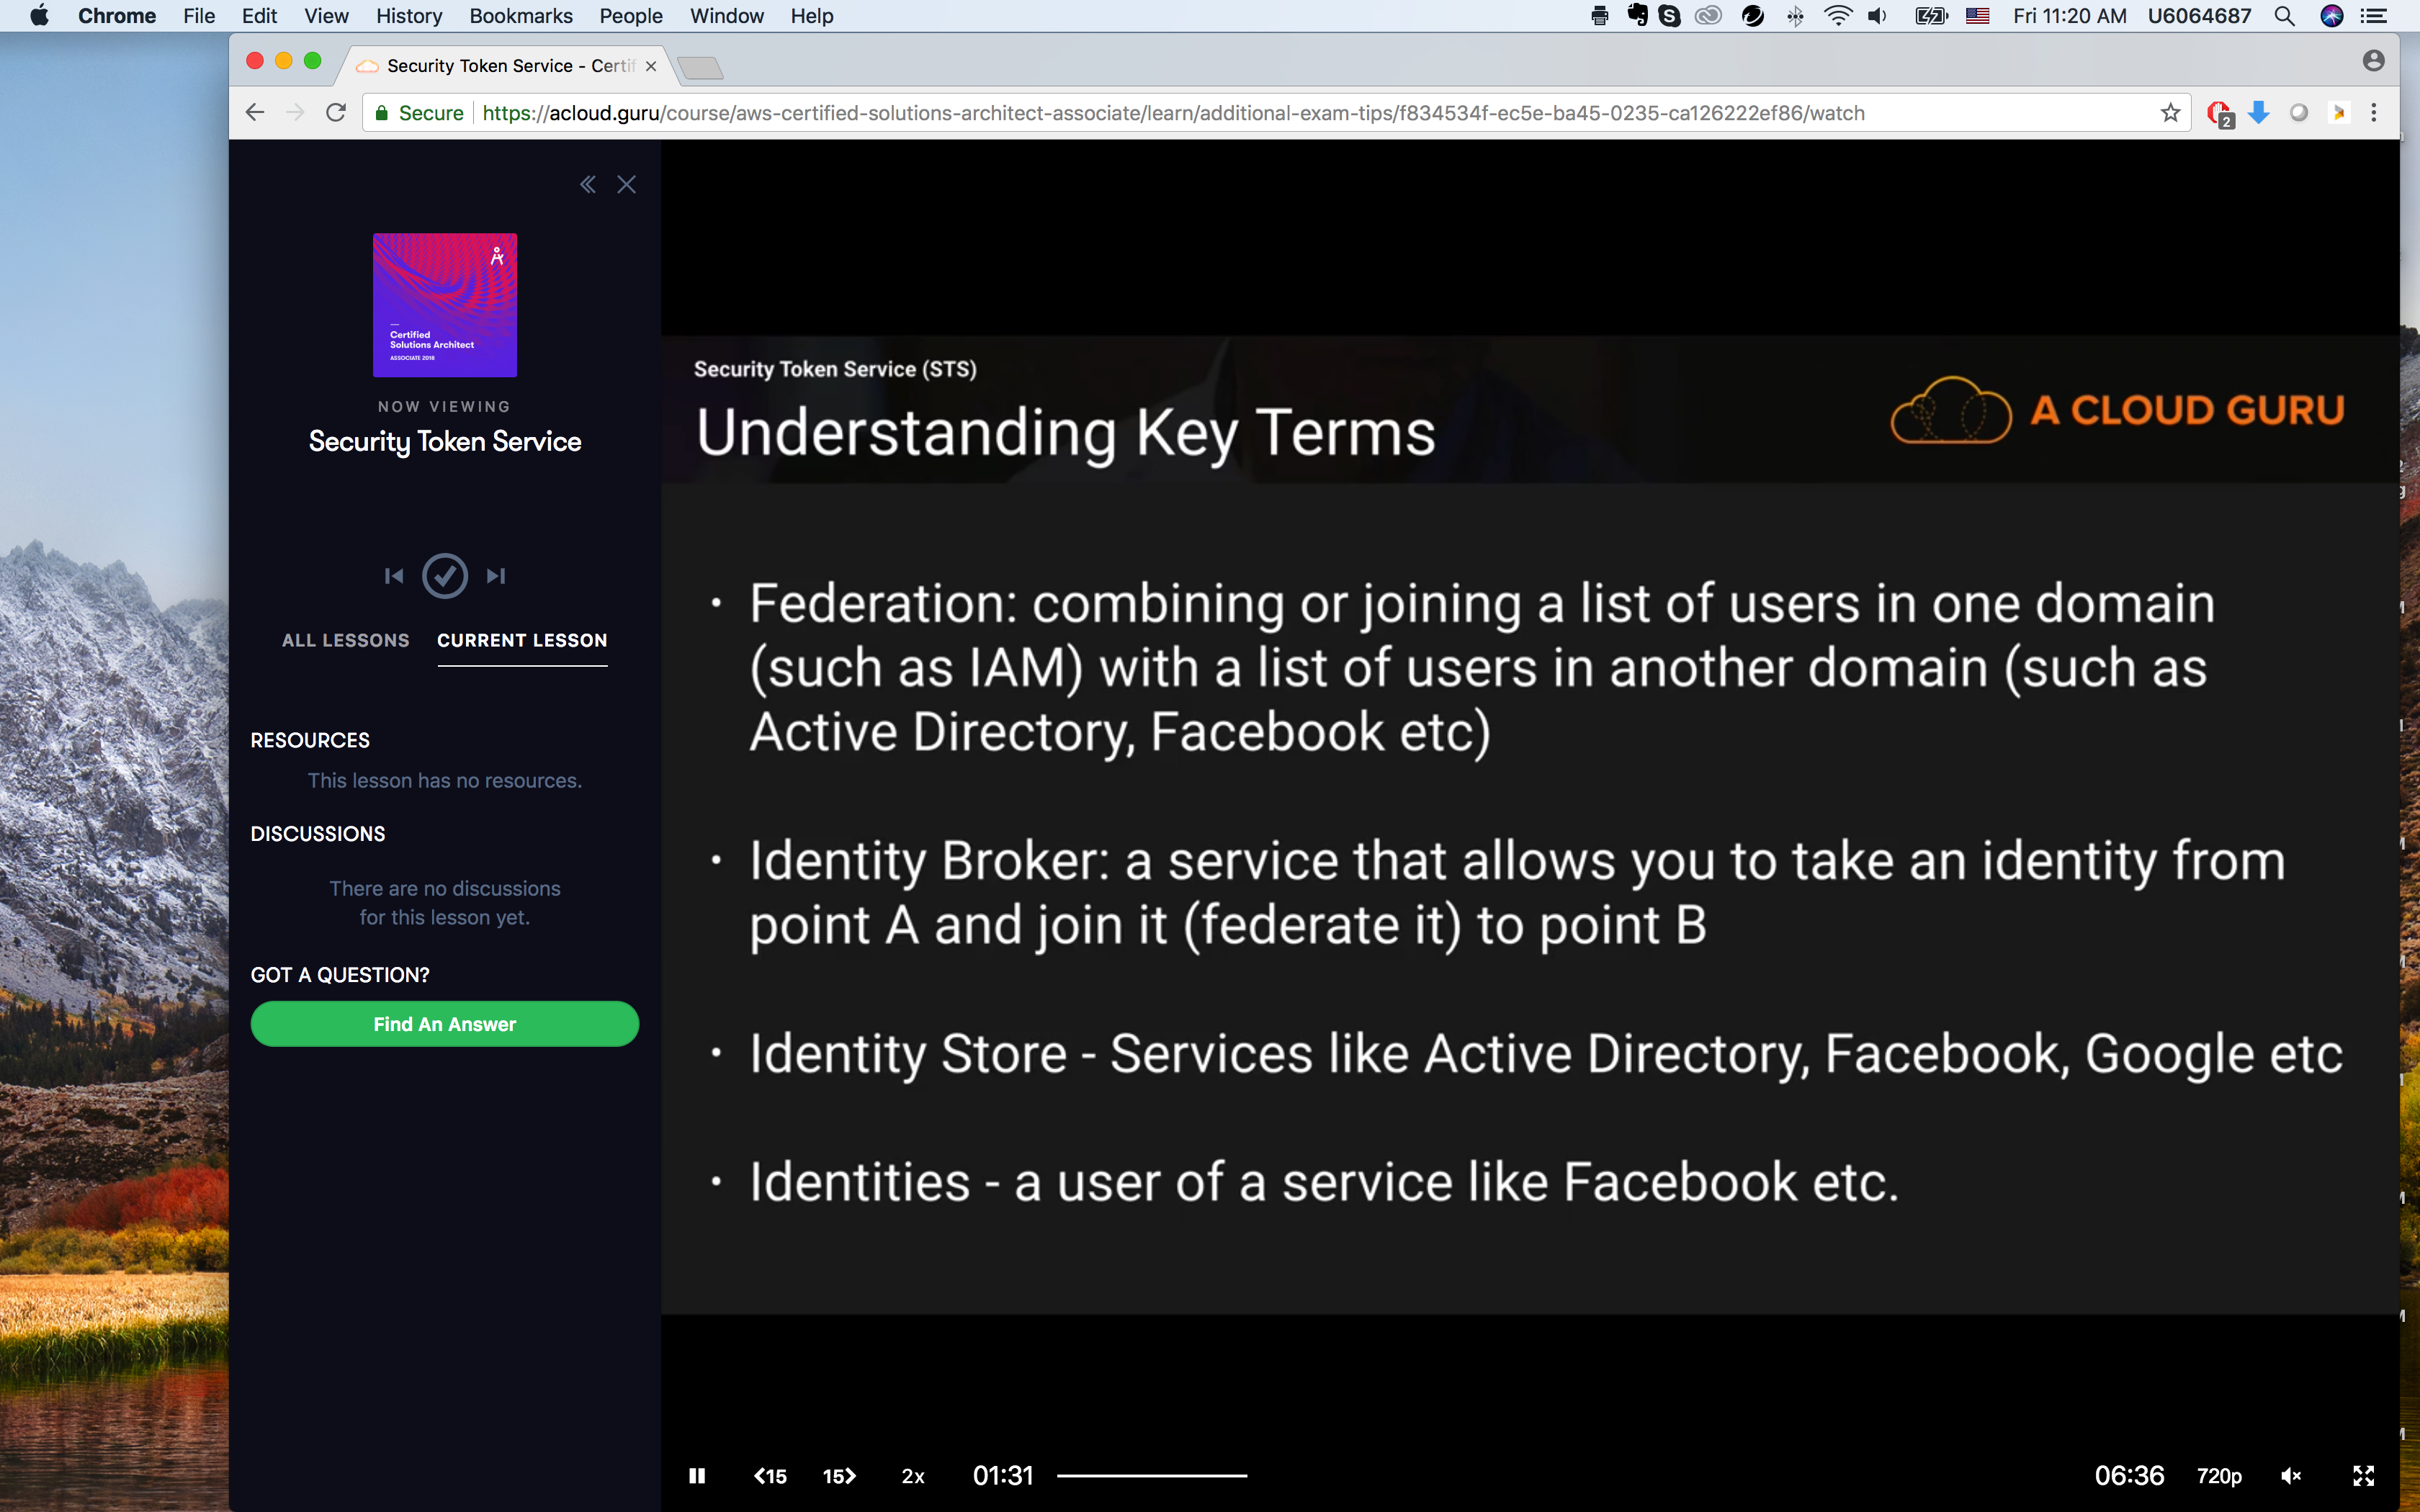 Chrome File Edit View History Bookmarks People Window Help
Fri 11:20 AM U6064687
Security Token Service - Certif
Secure https://acloud.guru/course/aws-certified-solutions-architect-associate/learn/additional-exam-tips/f834534f-ec5e-ba45-0235-ca126222ef86/watch
2
Certified
Solutions Architect
ASSOCIATE 2018
NOW VIEWING
Security Token Service
ALL LESSONS CURRENT LESSON
RESOURCES
This lesson has no resources.
DISCUSSIONS
There are no discussions
for this lesson yet.
GOT A QUESTION?
Find An Answer
Security Token Service (STS)
Understanding Key Terms
A CLOUD GURU
• Federation: combining or joining a list of users in one domain
(such as IAM) with a list of users in another domain (such as
Active Directory, Facebook etc)
• Identity Broker: a service that allows you to take an identity from
point A and join it (federate it) to point B
• Identity Store - Services like Active Directory, Facebook, Google etc
• Identities - a user of a service like Facebook etc.
15 15 2x 01:31 06:36 720p